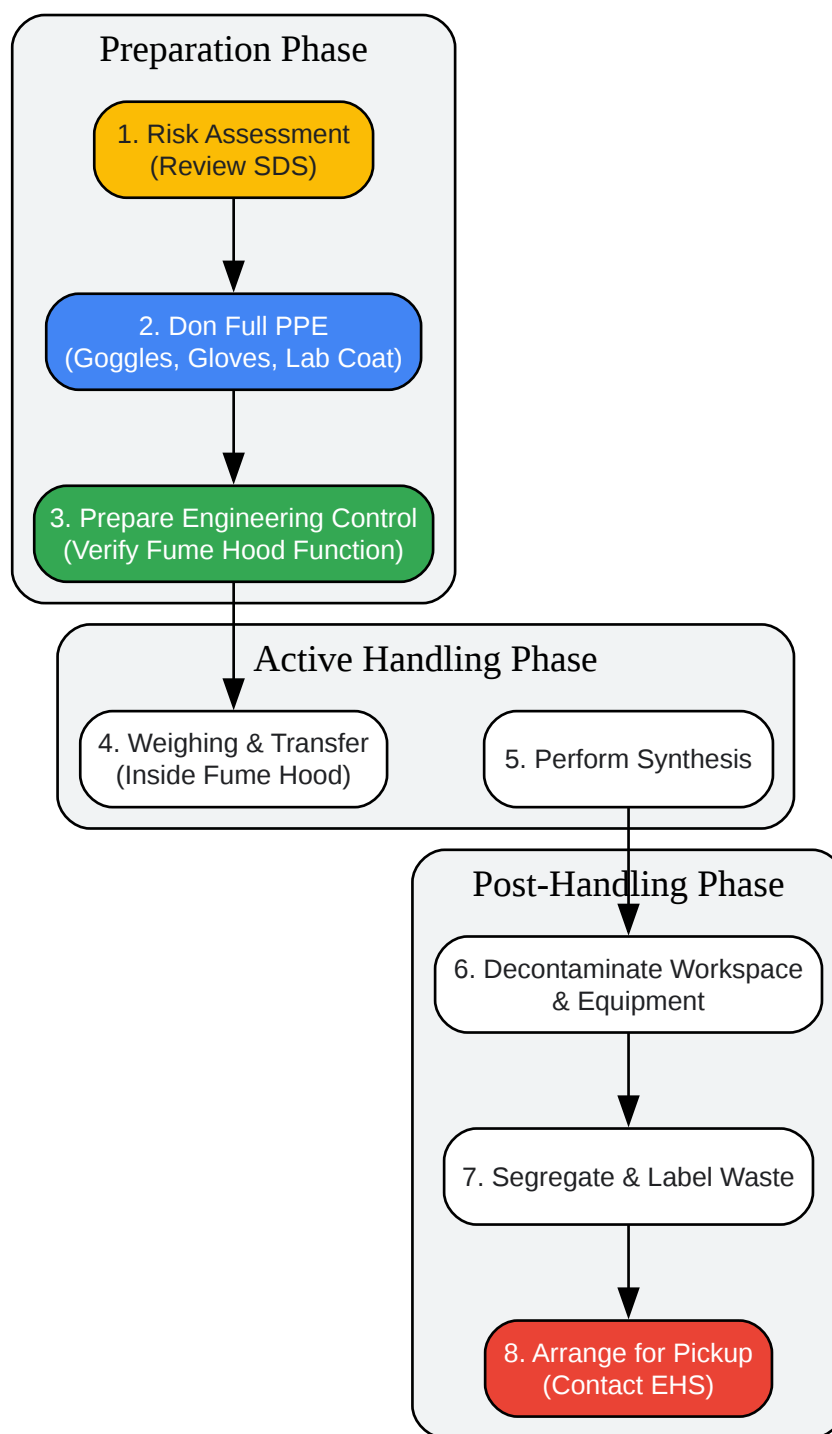 Preparation Phase
1. Risk Assessment
(Review SDS)
2. Don Full PPE
(Goggles, Gloves, Lab Coat)
3. Prepare Engineering Control
(Verify Fume Hood Function)
Active Handling Phase
4. Weighing & Transfer
(Inside Fume Hood)
5. Perform Synthesis
Post-Handling Phase
6. Decontaminate Workspace
& Equipment
7. Segregate & Label Waste
8. Arrange for Pickup
(Contact EHS)